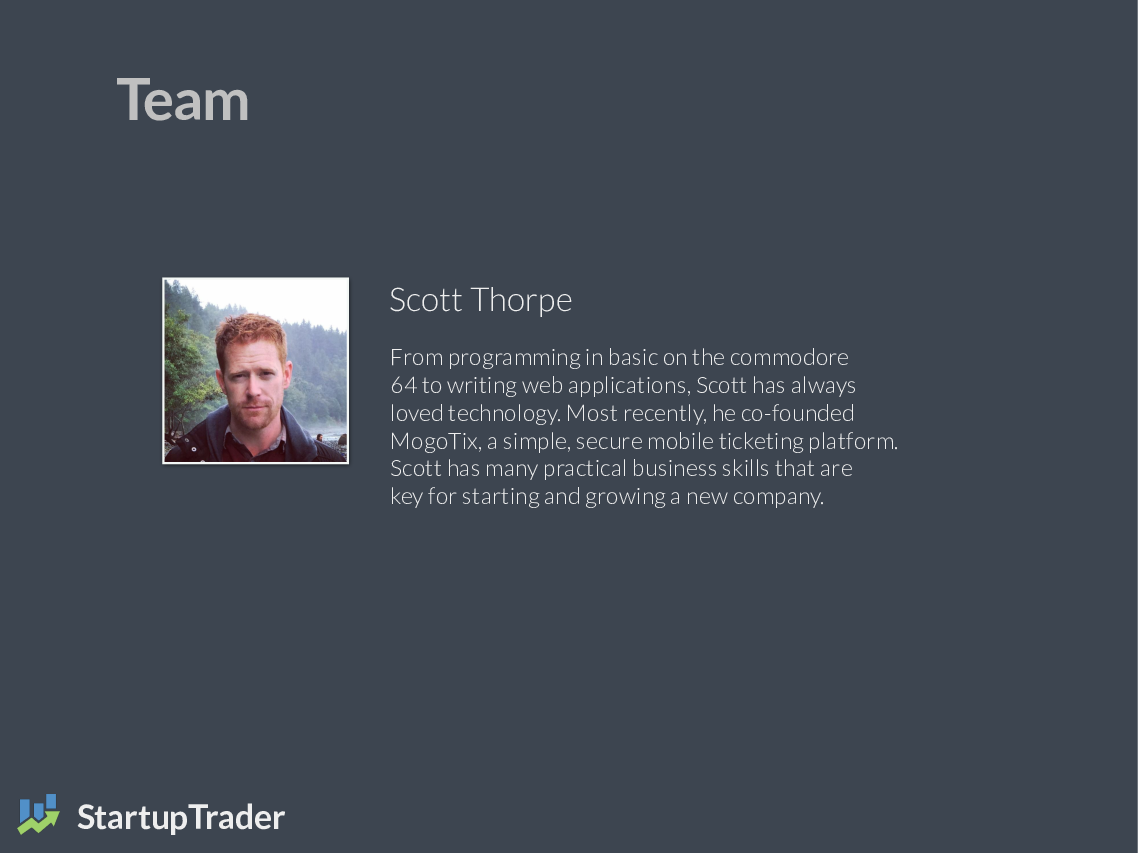 Team
Scott Thorpe
From programming in basic on the commodore
64 to writing web applications, Scott has always
loved technology. Most recently, he co-founded
MogoTix, a simple, secure mobile ticketing platform.
Scott has many practical business skills that are
key for starting and growing a new company.
StartupTrader